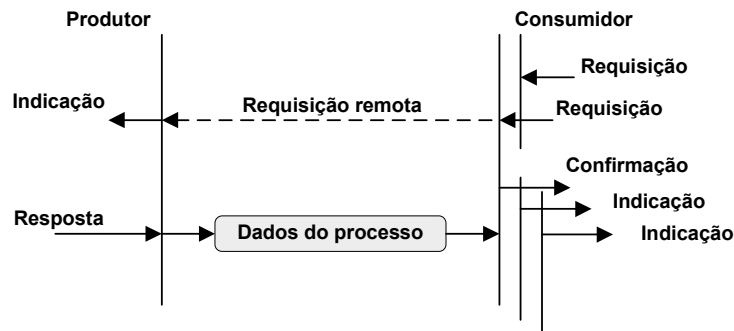 Produtor
Consumidor
Requisição
Indicação
Requisição remota
Requisição
Confirmação
Indicação
Resposta
Dados do processo
Indicação